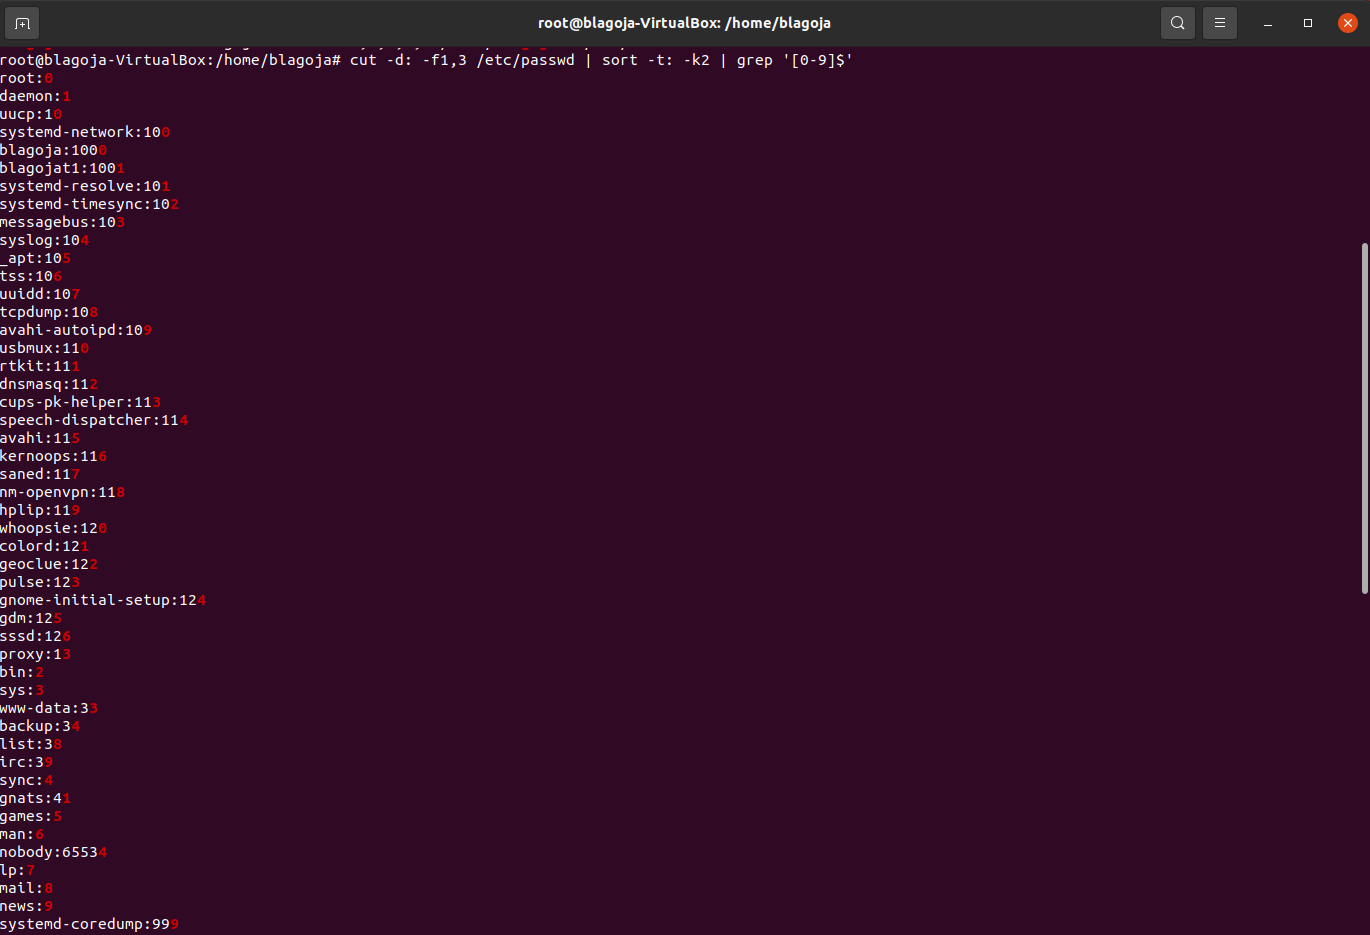 root@blagoja-VirtualBox: /home/blagoja
root@blagoja-VirtualBox:/home/blagoja# cut -d: -f1,3 /etc/passwd | sort -t: -k2 | grep '[0-9]$'
root:0
daemon:1
uucp:10
systemd-network:100
blagoja:1000
blagojat1:1001
systemd-resolve:101
systemd-timesync:102
messagebus:103
syslog:104
_apt:105
tss:106
uuidd:107
tcpdump:108
avahi-autoipd:109
usbmux:110
rtkit:111
dnsmasq:112
cups-pk-helper:113
speech-dispatcher:114
avahi:115
kernoops:116
saned:117
nm-openvpn:118
hplip:119
whoopsie:120
colord:121
geoclue:122
pulse:123
gnome-initial-setup:124
gdm:125
sssd:126
proxy:13
bin:2
sys:3
www-data:33
backup:34
list:38
irc:39
sync:4
gnats:41
games:5
man:6
nobody:65534
lp:7
mail:8
news:9
systemd-coredump:999